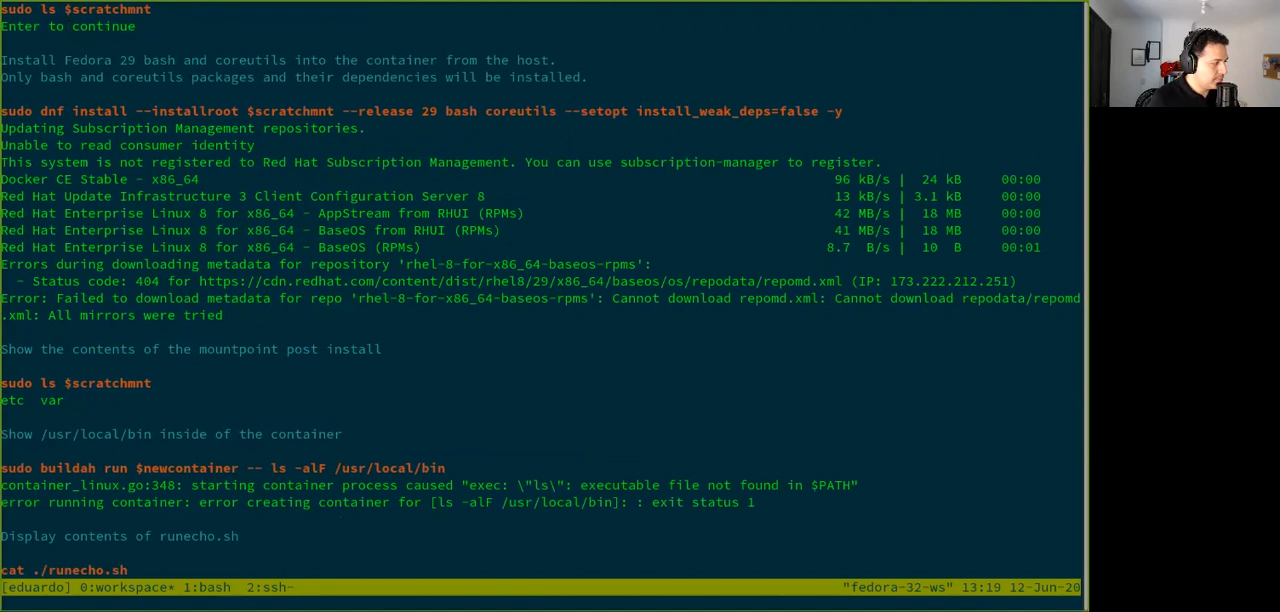 sudo ls $scratchmnt
Enter to continue
Install Fedora 29 bash and coreutils into the container from the host.
Only bash and coreutils packages and their dependencies will be installed.
sudo dnf install --installroot $scratchmnt --release 29 bash coreutils --setopt install_weak_deps=false -y
Updating Subscription Management repositories.
Unable to read consumer identity
This system is not registered to Red Hat Subscription Management. You can use subscription-manager to register.
Docker CE Stable - x86_64 96 kB/s | 24 kB 00:00
Red Hat Update Infrastructure 3 Client Configuration Server 8 13 kB/s | 3.1 kB 00:00
Red Hat Enterprise Linux 8 for x86_64 - AppStream from RHUI (RPMs) 42 MB/s | 18 MB 00:00
Red Hat Enterprise Linux 8 for x86_64 - BaseOS from RHUI (RPMs) 41 MB/s | 18 MB 00:00
Red Hat Enterprise Linux 8 for x86_64 - BaseOS (RPMs) 8.7 B/s | 10 B 00:01
Errors during downloading metadata for repository 'rhel-8-for-x86_64-baseos-rpms':
- Status code: 404 for https://cdn.redhat.com/content/dist/rhel8/29/x86_64/baseos/os/repodata/repomd.xml (IP: 173.222.212.251)
Error: Failed to download metadata for repo 'rhel-8-for-x86_64-baseos-rpms': Cannot download repomd.xml: Cannot download repodata/repomd
.xml: All mirrors were tried
Show the contents of the mountpoint post install
sudo ls $scratchmnt
etc var
Show /usr/local/bin inside of the container
sudo buildah run $newcontainer -- ls -alF /usr/local/bin
container_linux.go:348: starting container process caused "exec: \"ls\": executable file not found in $PATH"
error running container: error creating container for [ls -alF /usr/local/bin]: : exit status 1
Display contents of runecho.sh
cat ./runecho.sh
[eduardo] 0:workspace* 1:bash 2:ssh- "fedora-32-ws" 13:19 12-Jun-20